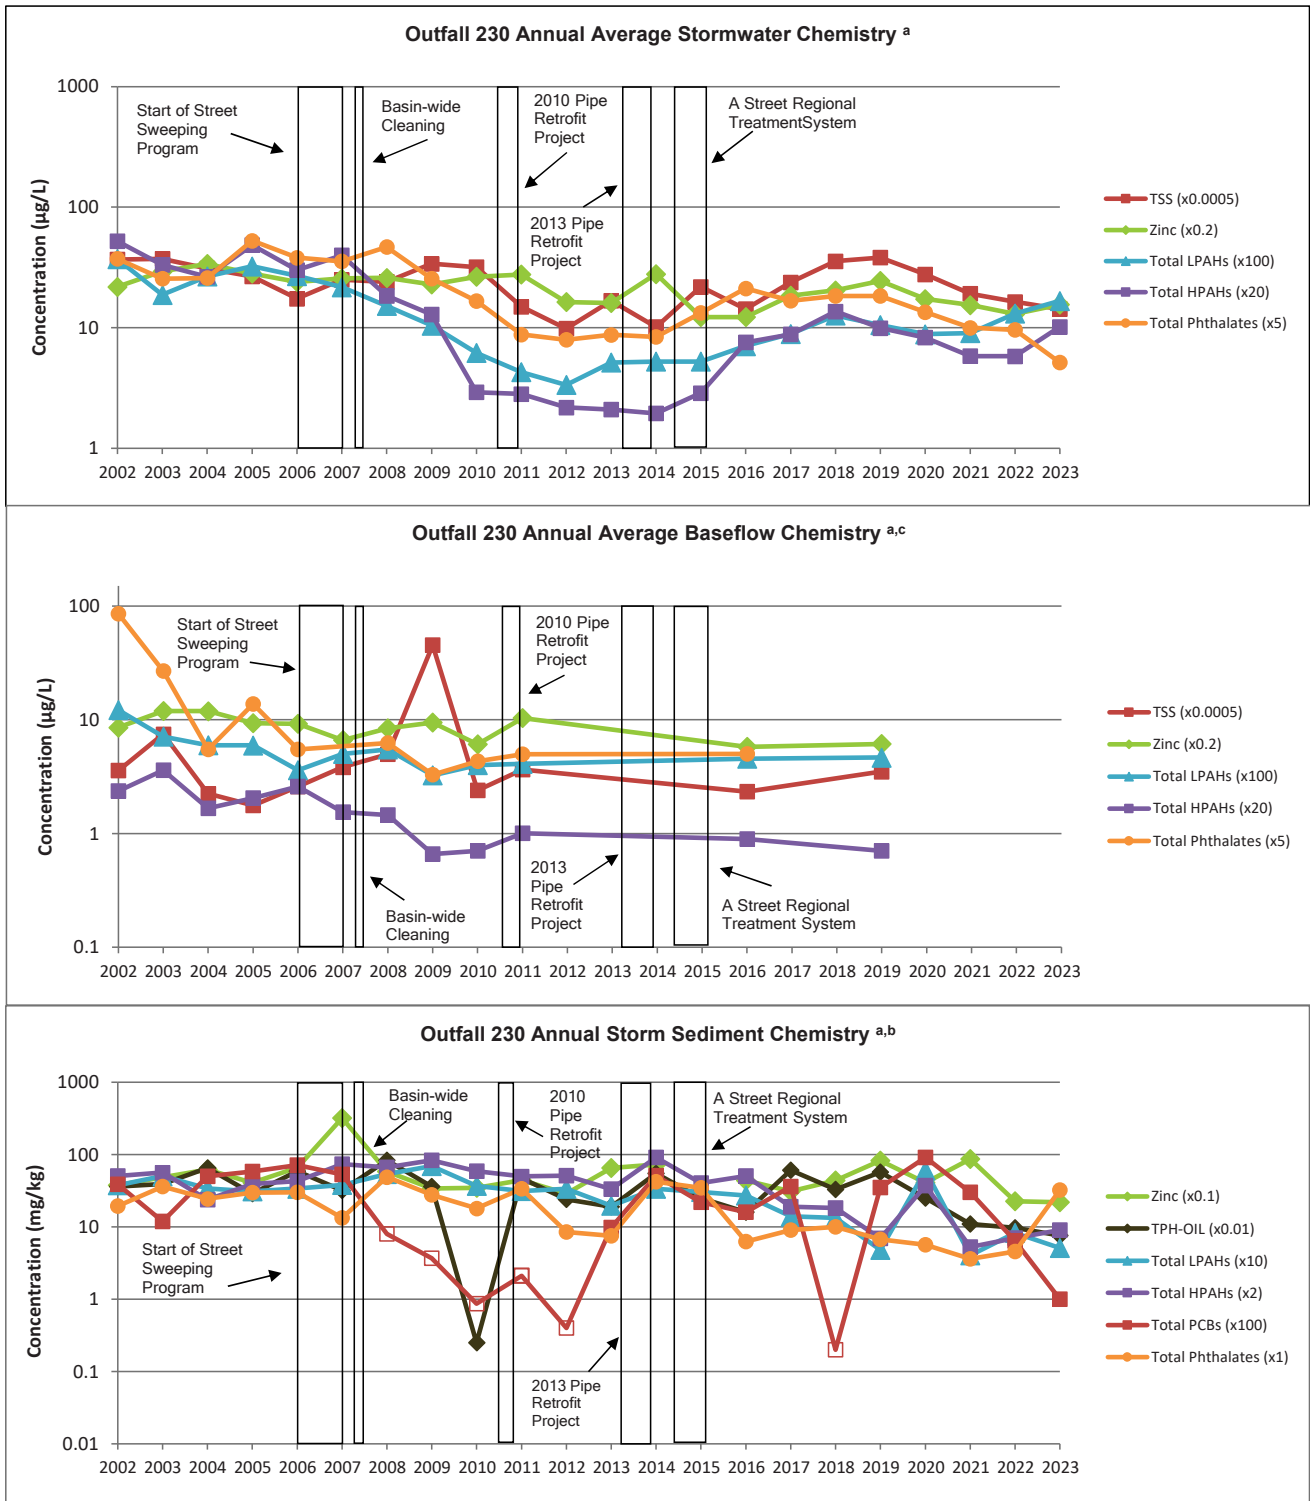 Outfall 230 Annual Average Stormwater Chemistry a
Concentration (µg/L)
1000
100
10
1
Start of Street
Sweeping
Program
Basin-wide
Cleaning
2010 Pipe
Retrofit
Project
2013 Pipe
Retrofit
Project
A Street Regional
TreatmentSystem
TSS (x0.0005)
Zinc (x0.2)
Total LPAHs (x100)
Total HPAHs (x20)
Total Phthalates (x5)
2002 2003 2004 2005 2006 2007 2008 2009 2010 2011 2012 2013 2014 2015 2016 2017 2018 2019 2020 2021 2022 2023
Outfall 230 Annual Average Baseflow Chemistry a,c
Concentration (µg/L)
100
10
1
0.1
Start of Street
Sweeping
Program
2010 Pipe
Retrofit
Project
Basin-wide
Cleaning
2013
Pipe
Retrofit
Project
A Street Regional
Treatment System
TSS (x0.0005)
Zinc (x0.2)
Total LPAHs (x100)
Total HPAHs (x20)
Total Phthalates (x5)
2002 2003 2004 2005 2006 2007 2008 2009 2010 2011 2012 2013 2014 2015 2016 2017 2018 2019 2020 2021 2022 2023
Outfall 230 Annual Storm Sediment Chemistry a,b
Concentration (mg/kg)
1000
100
10
1
0.1
0.01
Basin-wide
Cleaning
2010
Pipe
Retrofit
Project
A Street Regional
Treatment System
Start of Street
Sweeping
Program
2013 Pipe
Retrofit
Project
Zinc (x0.1)
TPH-OIL (x0.01)
Total LPAHs (x10)
Total HPAHs (x2)
Total PCBs (x100)
Total Phthalates (x1)
2002 2003 2004 2005 2006 2007 2008 2009 2010 2011 2012 2013 2014 2015 2016 2017 2018 2019 2020 2021 2022 2023